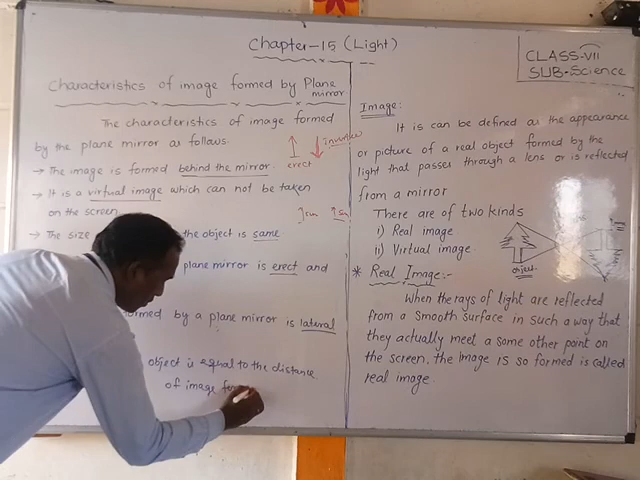 Chapter-15 (Light)
CLASS-VII
SUB-Science
Characteristics of image formed by Plane mirror
The characteristics of image formed
by the plane mirror as follows.
inverted
erect
→ The image is formed behind the mirror.
→ It is a virtual image which can not be taken
on the screen.
→ The size the object is same
5cm
plane mirror is erect and
formed by a plane mirror is lateral
object is equal to the distance
of image
Image:
It is can be defined as the appearance
or picture of a real object formed by the
light that passes through a lens or is reflected
from a mirror
There are of two kinds
i) Real image
ii) Virtual image
object
* Real Image:-
When the rays of light are reflected
from a smooth surface in such a way that
they actually meet a some other point on
the screen, the image is so formed is called
real image.